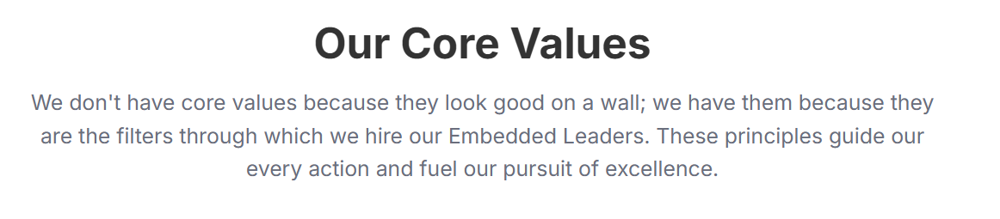 Our Core Values
We don't have core values because they look good on a wall; we have them because they
are the filters through which we hire our Embedded Leaders. These principles guide our
every action and fuel our pursuit of excellence.